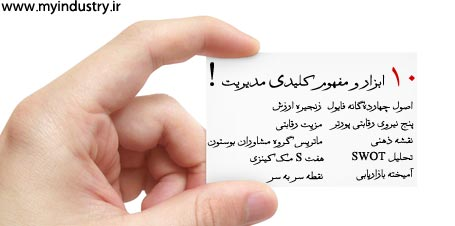 www.myindustry.ir
۱۰ ابزار و مفهوم کلیدی مدیریت !
اصول چهارده‌گانه فایول زنجیره ارزش
پنج نیروی رقابتی پورتر مزیت رقابتی
نقشه ذهنی ماتریس گروه مشاوران بوستون
تحلیل SWOT هفت S مک کینزی
آمیخته بازاریابی نقطه سر به سر